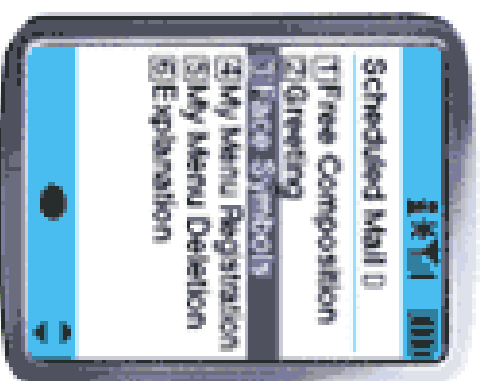 Scheduled Mail
1 Free Composition
2 Greeting
3 Face Symbols
4 My Menu Registration
5 My Menu Deletion
6 Explanation